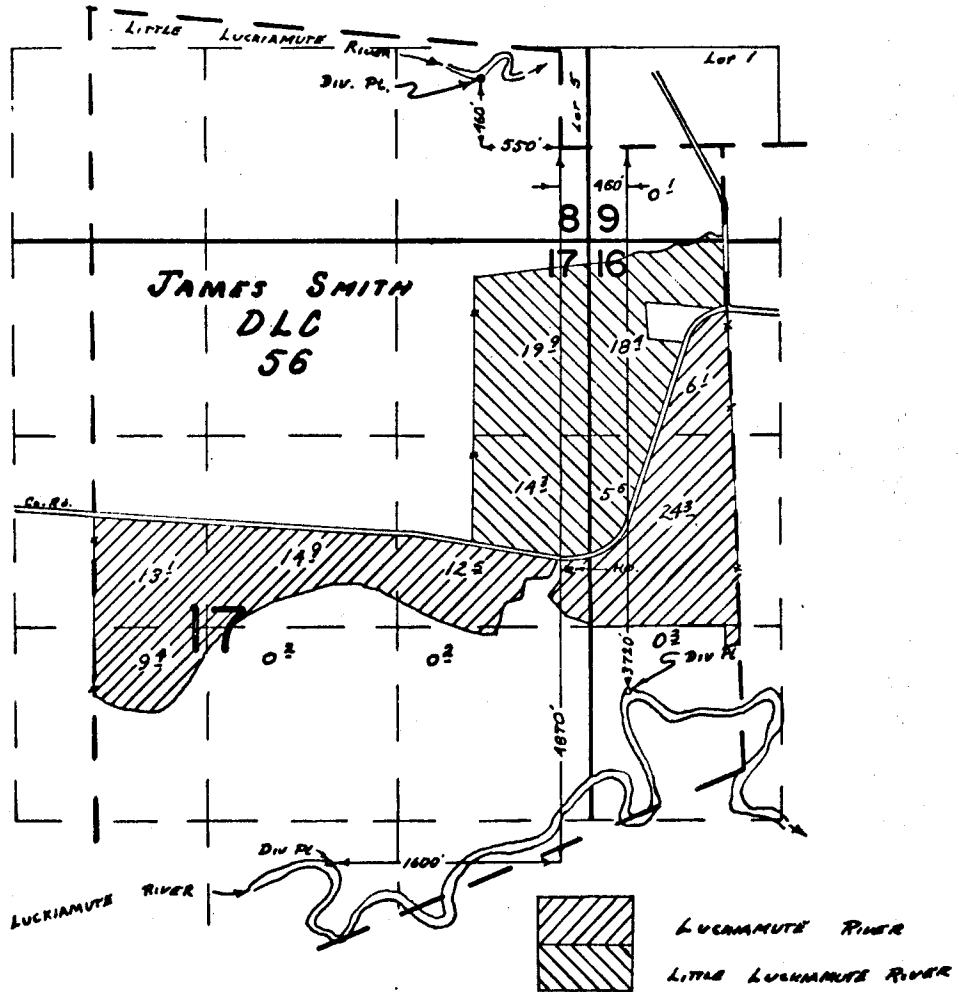 LITTLE LUCKIAMUTE RIVER
Lot 1
Div. Pt.
Lot 5
460'
550'
460'
0.1
8 9
17 16
JAMES SMITH
DLC
56
19.9
18.4
6.1
Co. Rd.
14.3
5.6
24.3
13.1
14.9
12.5
17
9.4
0.2
0.2
0.3
Div Pt
3720'
4870'
Div Pt
1600'
LUCKIAMUTE RIVER
LUCKIAMUTE RIVER
LITTLE LUCKIAMUTE RIVER